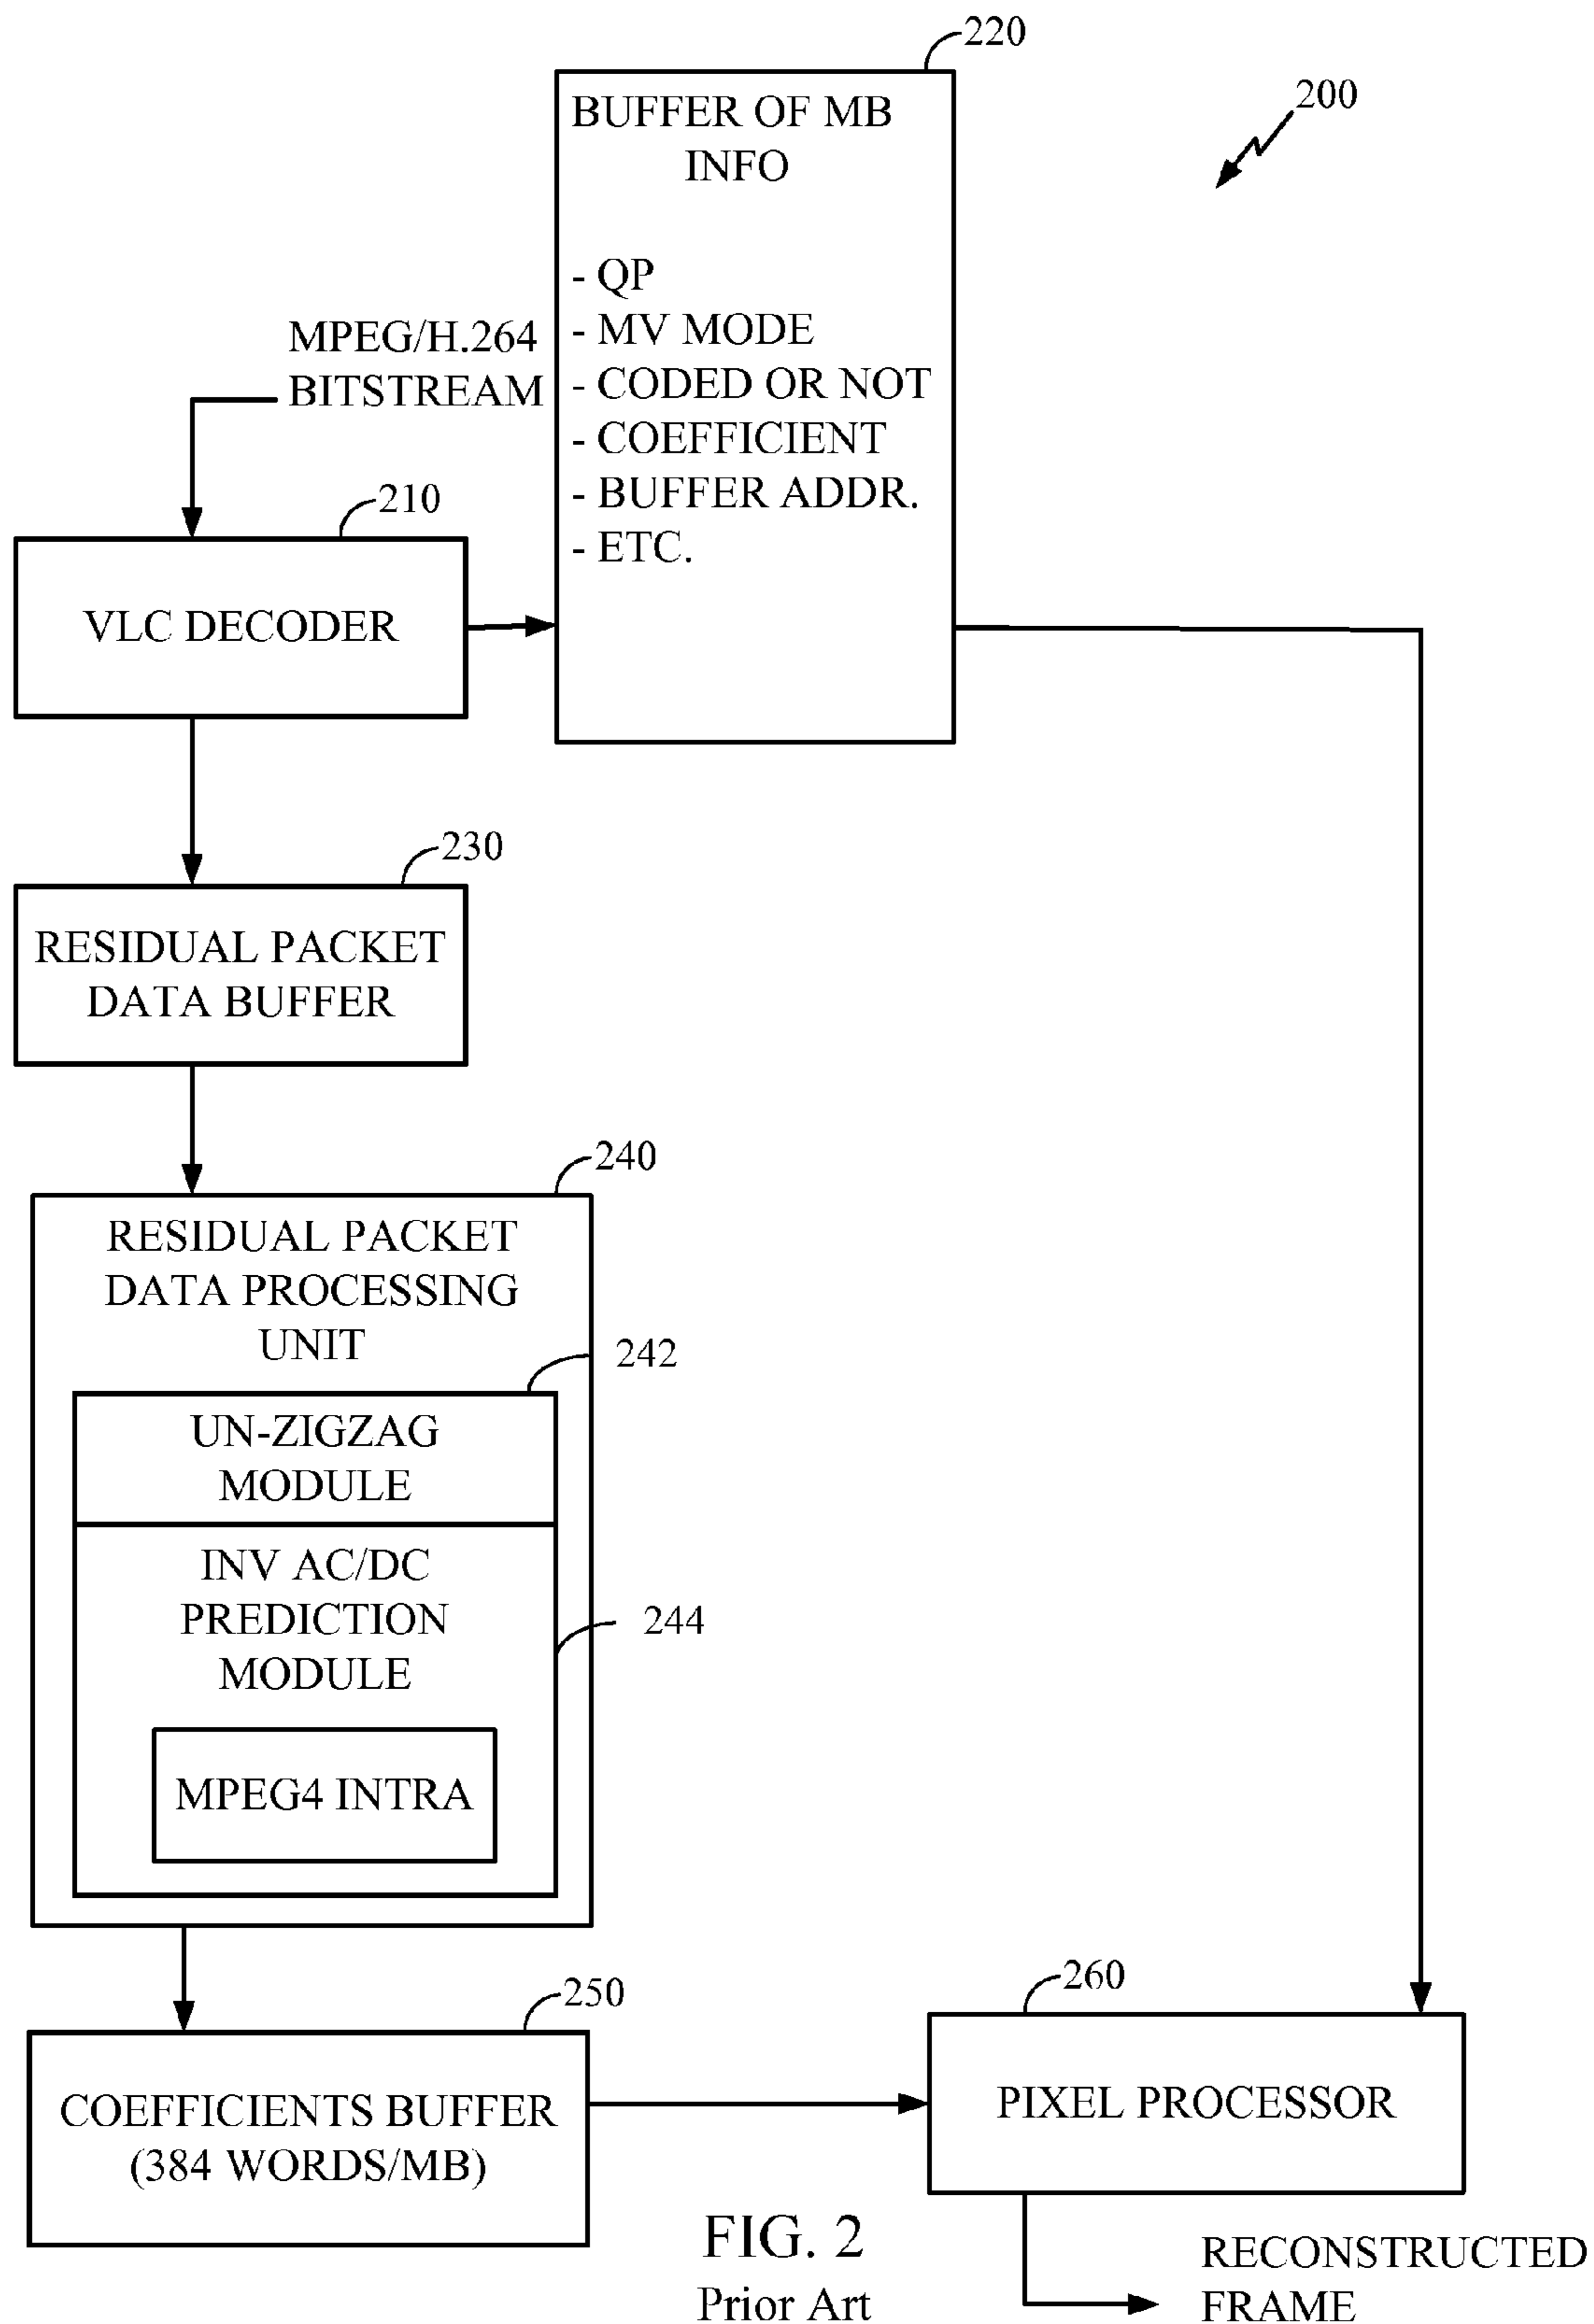 220
200
BUFFER OF MB
INFO
- QP
- MV MODE
- CODED OR NOT
- COEFFICIENT
- BUFFER ADDR.
- ETC.
MPEG/H.264
BITSTREAM
210
VLC DECODER
230
RESIDUAL PACKET
DATA BUFFER
240
RESIDUAL PACKET
DATA PROCESSING
UNIT
242
UN-ZIGZAG
MODULE
INV AC/DC
PREDICTION
MODULE
244
MPEG4 INTRA
250
COEFFICIENTS BUFFER
(384 WORDS/MB)
260
PIXEL PROCESSOR
RECONSTRUCTED
FRAME
FIG. 2
Prior Art